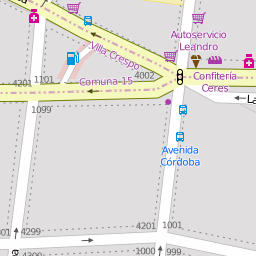 Autoservicio
Leandro
Villa Crespo
4201
1101
Comuna 15
4002
Confitería
Ceres
La
1099
Avenida
Córdoba
4201
1001
4299
4201
4300
1000
999